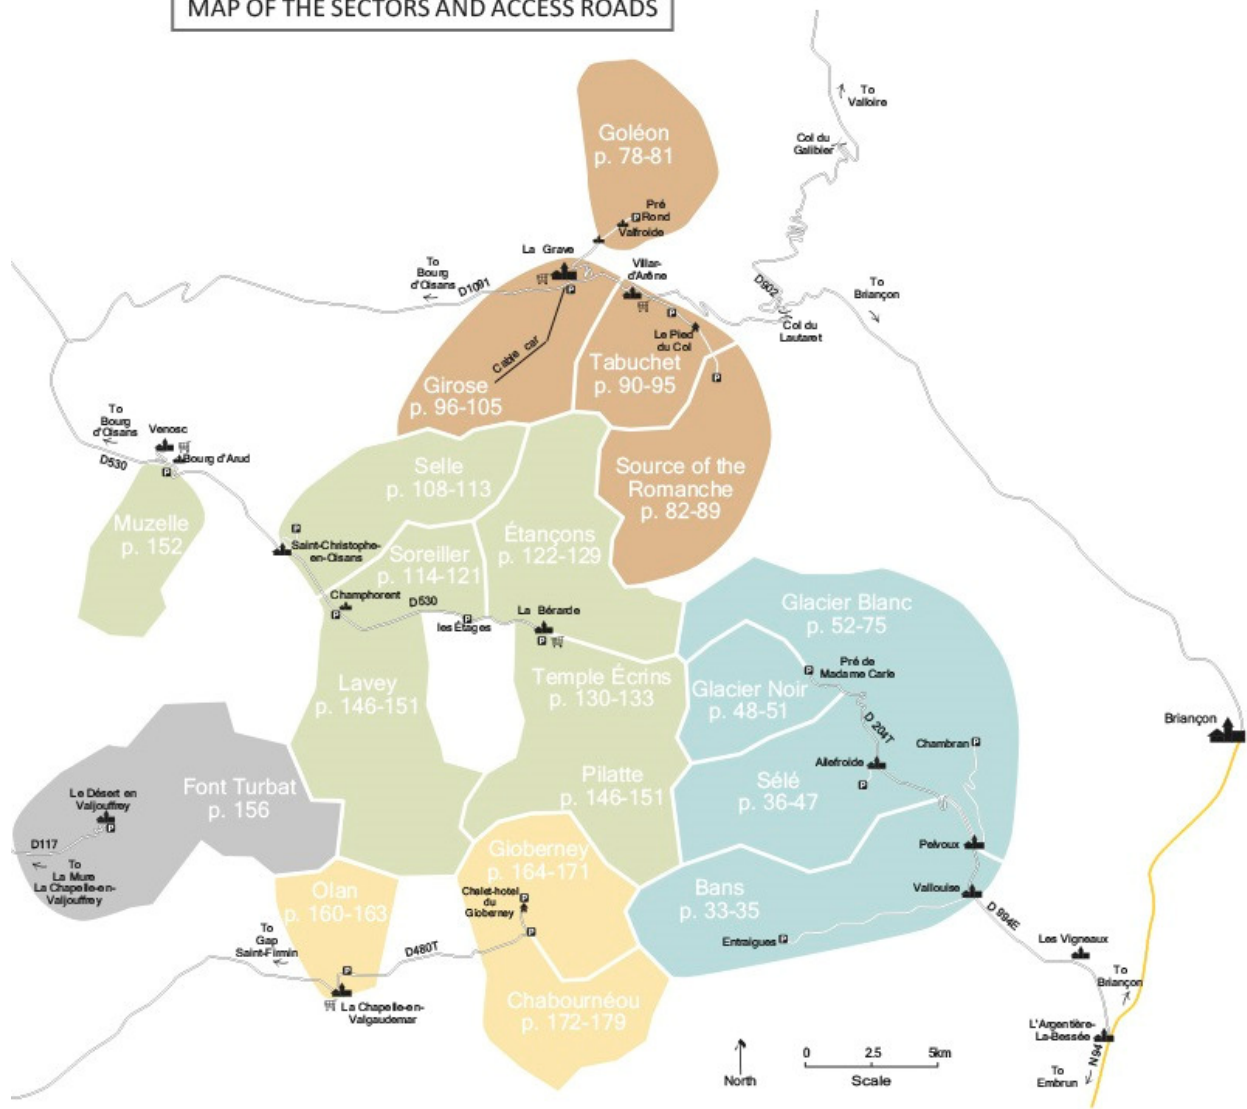 MAP OF THE SECTORS AND ACCESS ROADS
To
Valloire
Col du
Galibier
Goléon
p. 78-81
Pré
Rond
Valfroide
La Grave
Villar-
d'Arêne
To
Bourg
d'Oisans
D1091
D902
To
Briançon
Col du
Lautaret
Le Pied
du Col
Cable car
Tabuchet
p. 90-95
Girose
p. 96-105
To
Bourg
d'Oisans
Venosc
Bourg d'Arud
D530
Selle
p. 108-113
Source of the
Romanche
p. 82-89
Muzelle
p. 152
Étançons
p. 122-129
Saint-Christophe-
en-Oisans
Soreiller
p. 114-121
Champhorent
D530
les Étages
La Bérarde
Glacier Blanc
p. 52-75
Pré de
Madame Carle
Lavey
p. 146-151
Temple Écrins
p. 130-133
Glacier Noir
p. 48-51
D 204T
Briançon
Chambran
Ailefroide
Font Turbat
p. 156
Pilatte
p. 146-151
Sélé
p. 36-47
Le Désert en
Valjouffrey
D117
To
La Mure
La Chapelle-en-
Valjouffrey
Pelvoux
Gioberney
p. 164-171
Olan
p. 160-163
Chalet-hotel
du
Gioberney
Bans
p. 33-35
Vallouise
D 994E
Entraigues
To
Gap
Saint-Firmin
D480T
Les Vigneaux
To
Briançon
La Chapelle-en-
Valgaudemar
Chabournéou
p. 172-179
L'Argentière-
La-Bessée
N94
To
Embrun
North
0 2.5 5km
Scale